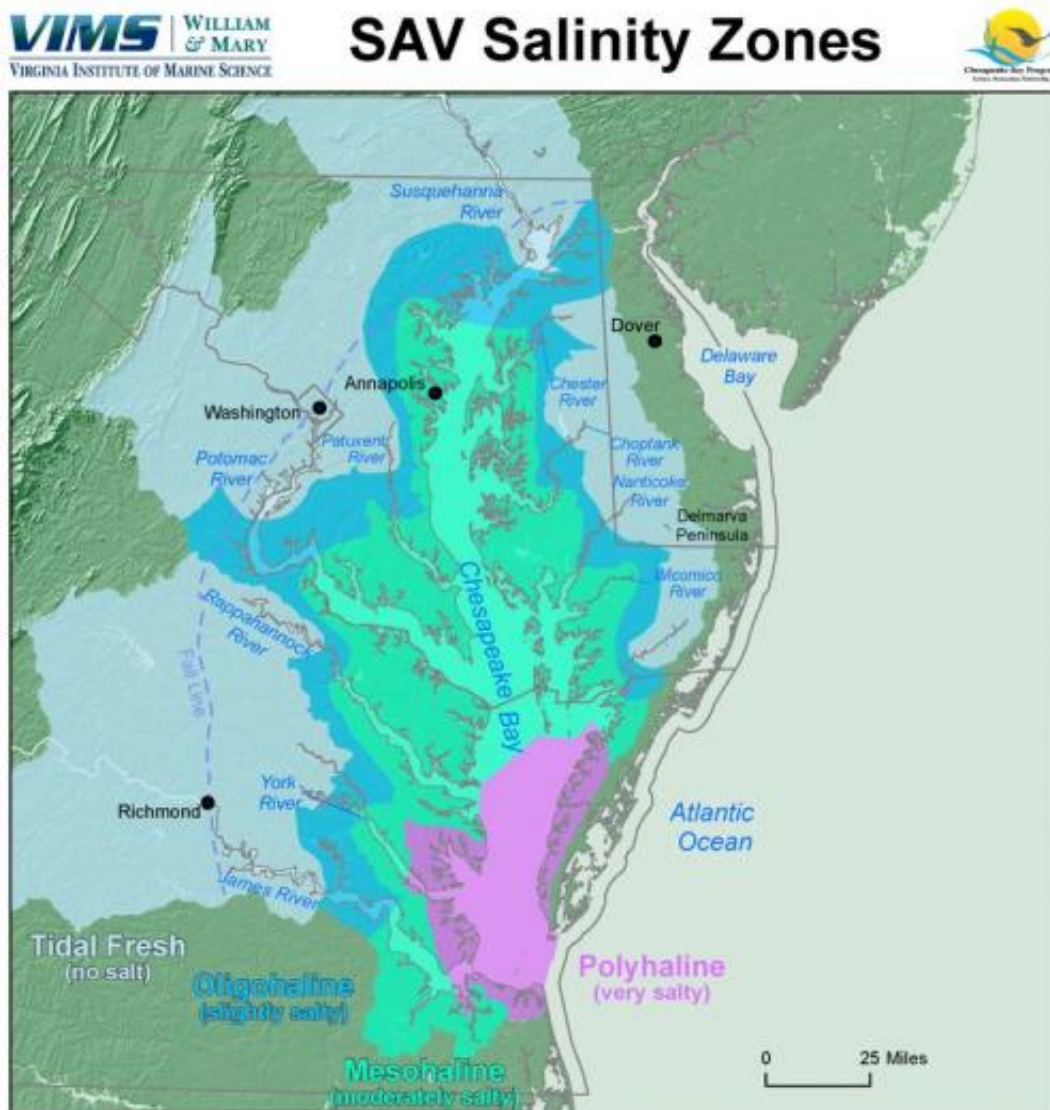 VIMS
WILLIAM
& MARY
VIRGINIA INSTITUTE OF MARINE SCIENCE
SAV Salinity Zones
Chesapeake Bay Program
Susquehanna
River
Dover
Delaware
Bay
Annapolis
Chester
River
Washington
Patuxent
River
Choptank
River
Potomac
River
Nanticoke
River
Delmarva
Peninsula
Wicomico
River
Chesapeake Bay
Rappahannock
River
Fall Line
York
River
Richmond
Atlantic
Ocean
James River
Tidal Fresh
(no salt)
Oligohaline
(slightly salty)
Polyhaline
(very salty)
Mesohaline
(moderately salty)
0 25 Miles